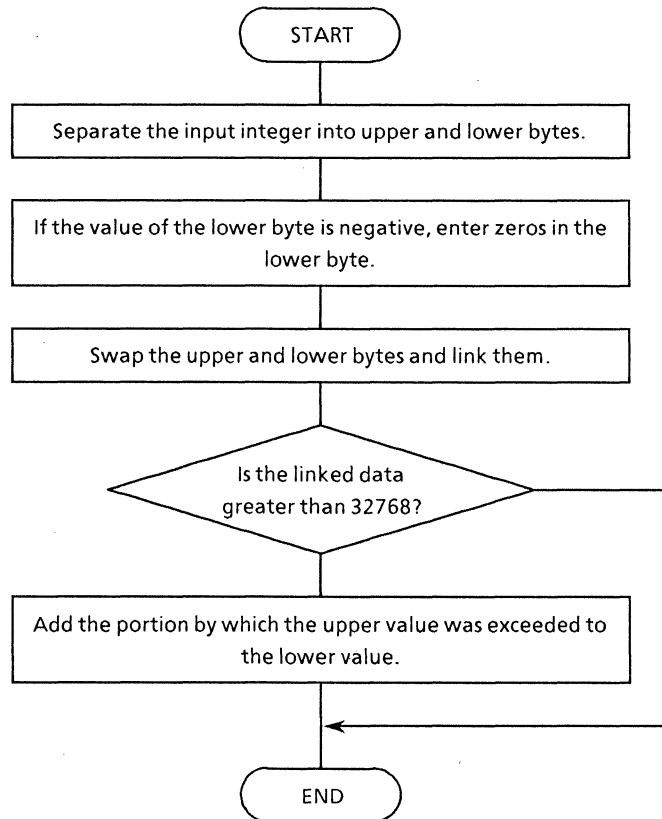 START
Separate the input integer into upper and lower bytes.
If the value of the lower byte is negative, enter zeros in the
lower byte.
Swap the upper and lower bytes and link them.
Is the linked data
greater than 32768?
Add the portion by which the upper value was exceeded to
the lower value.
END